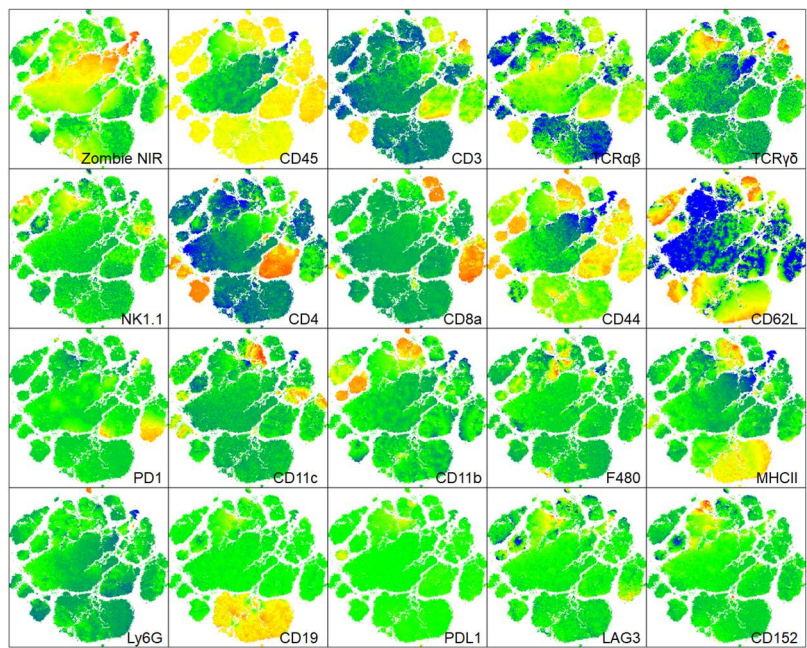 Zombie NIR
CD45
CD3
TCRαβ
TCRγδ
NK1.1
CD4
CD8a
CD44
CD62L
PD1
CD11c
CD11b
F480
MHCII
Ly6G
CD19
PDL1
LAG3
CD152